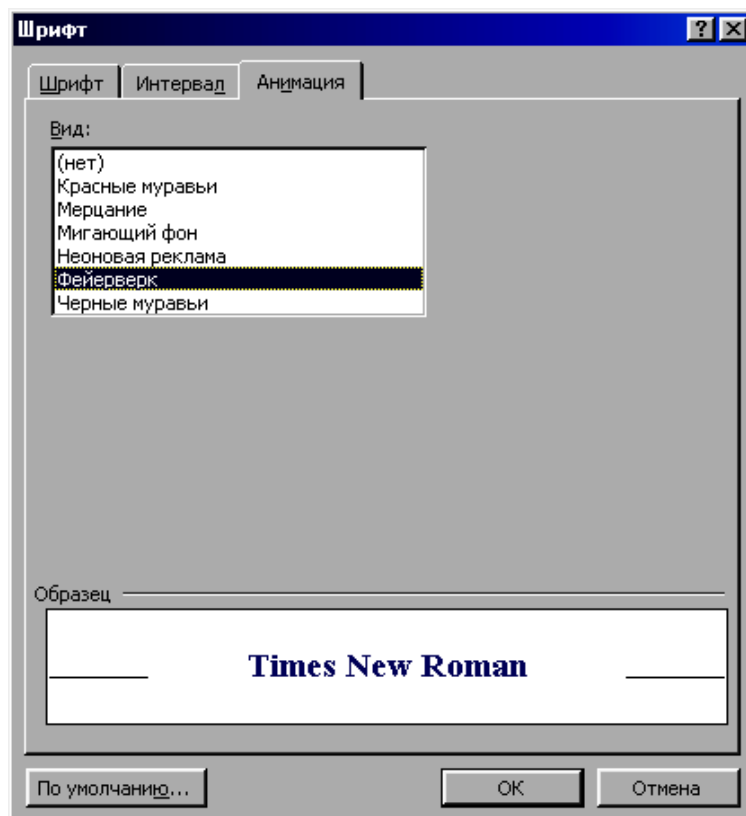 Шрифт
Шрифт Интервал Анимация
Вид:
(нет)
Красные муравьи
Мерцание
Мигающий фон
Неоновая реклама
Фейерверк
Черные муравьи
Образец
Times New Roman
По умолчанию... ОК Отмена